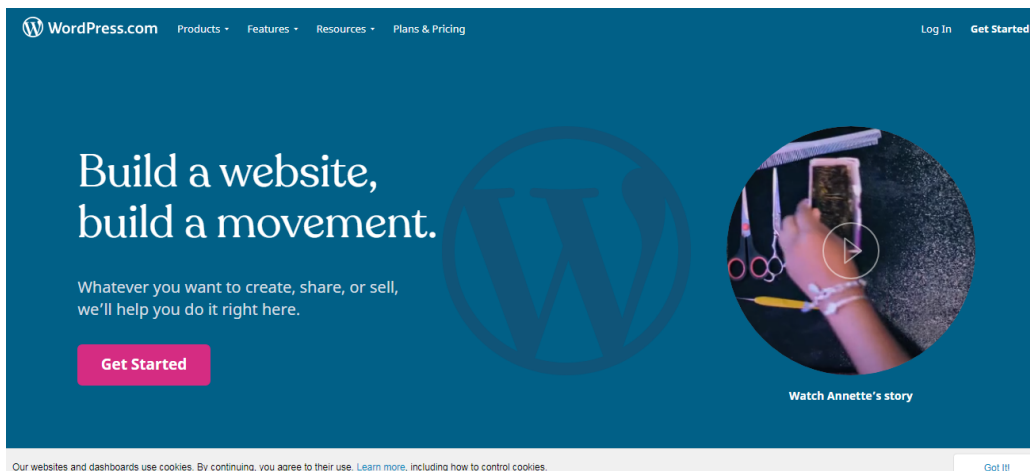 WordPress.com Products Features Resources Plans & Pricing Log In Get Started
Build a website,
build a movement.
Whatever you want to create, share, or sell,
we'll help you do it right here.
Get Started
Watch Annette's story
Our websites and dashboards use cookies. By continuing, you agree to their use. Learn more, including how to control cookies. Got It!